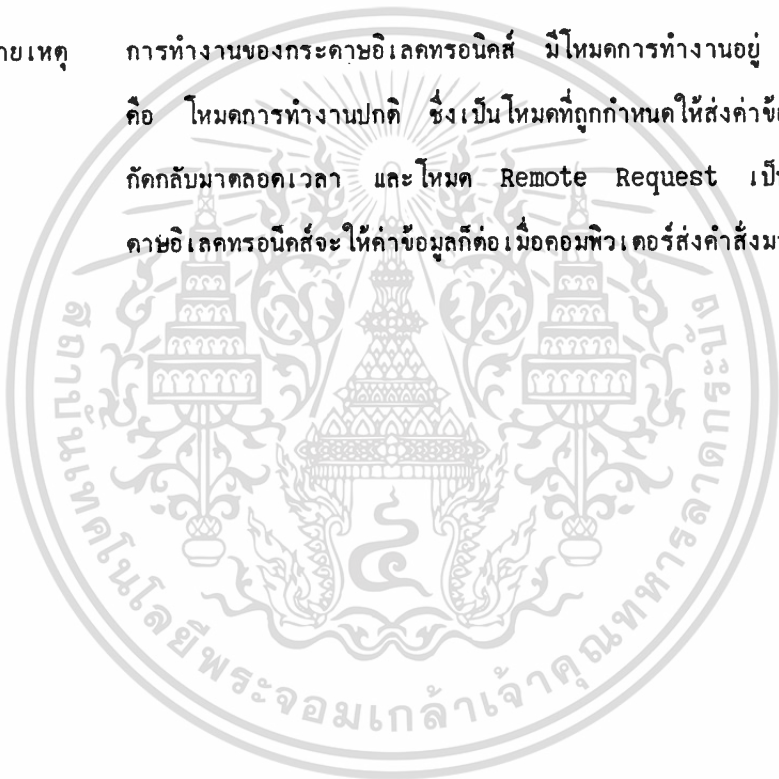 ายเหตุ การทำงานของกระดาษอิเลคทรอนิคส์ มีโหมดการทำงานอยู่
คือ โหมดการทำงานปกติ ซึ่งเป็นโหมดที่ถูกกำหนดให้ส่งค่าข้อ
กัดกลับมาตลอดเวลา และโหมด Remote Request เป็
ดาษอิเลคทรอนิคส์จะให้ค่าข้อมูลก็ต่อเมื่อคอมพิวเตอร์ส่งคำสั่งมา
สถาบันเทคโนโลยีพระจอมเกล้าเจ้าคุณทหารลาดกระบัง